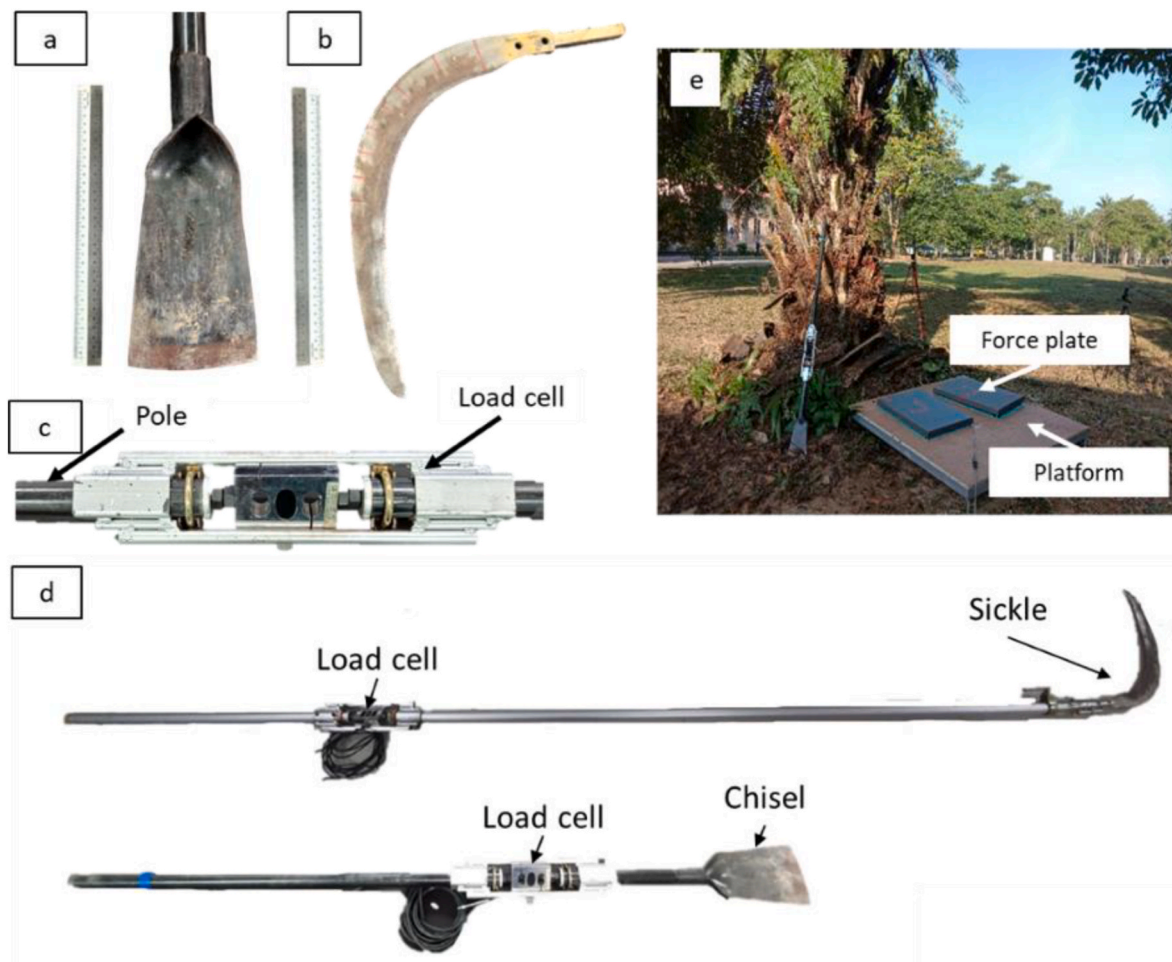 a
b
e
Force plate
Platform
c
Pole
Load cell
d
Sickle
Load cell
Chisel
Load cell